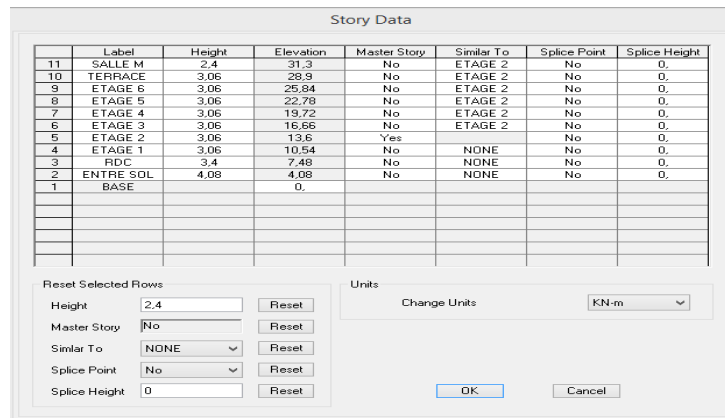 Story Data
Label Height Elevation Master Story Similar To Splice Point Splice Height
11 SALLE M 2,4 31,3 No ETAGE 2 No 0,
10 TERRACE 3,06 28,9 No ETAGE 2 No 0,
9 ETAGE 6 3,06 25,84 No ETAGE 2 No 0,
8 ETAGE 5 3,06 22,78 No ETAGE 2 No 0,
7 ETAGE 4 3,06 19,72 No ETAGE 2 No 0,
6 ETAGE 3 3,06 16,66 No ETAGE 2 No 0,
5 ETAGE 2 3,06 13,6 Yes No 0,
4 ETAGE 1 3,06 10,54 No NONE No 0,
3 RDC 3,4 7,48 No NONE No 0,
2 ENTRE SOL 4,08 4,08 No NONE No 0,
1 BASE 0,
Reset Selected Rows
Height 2,4 Reset
Master Story No Reset
Simlar To NONE Reset
Splice Point No Reset
Splice Height 0 Reset
Units
Change Units KN-m
OK Cancel